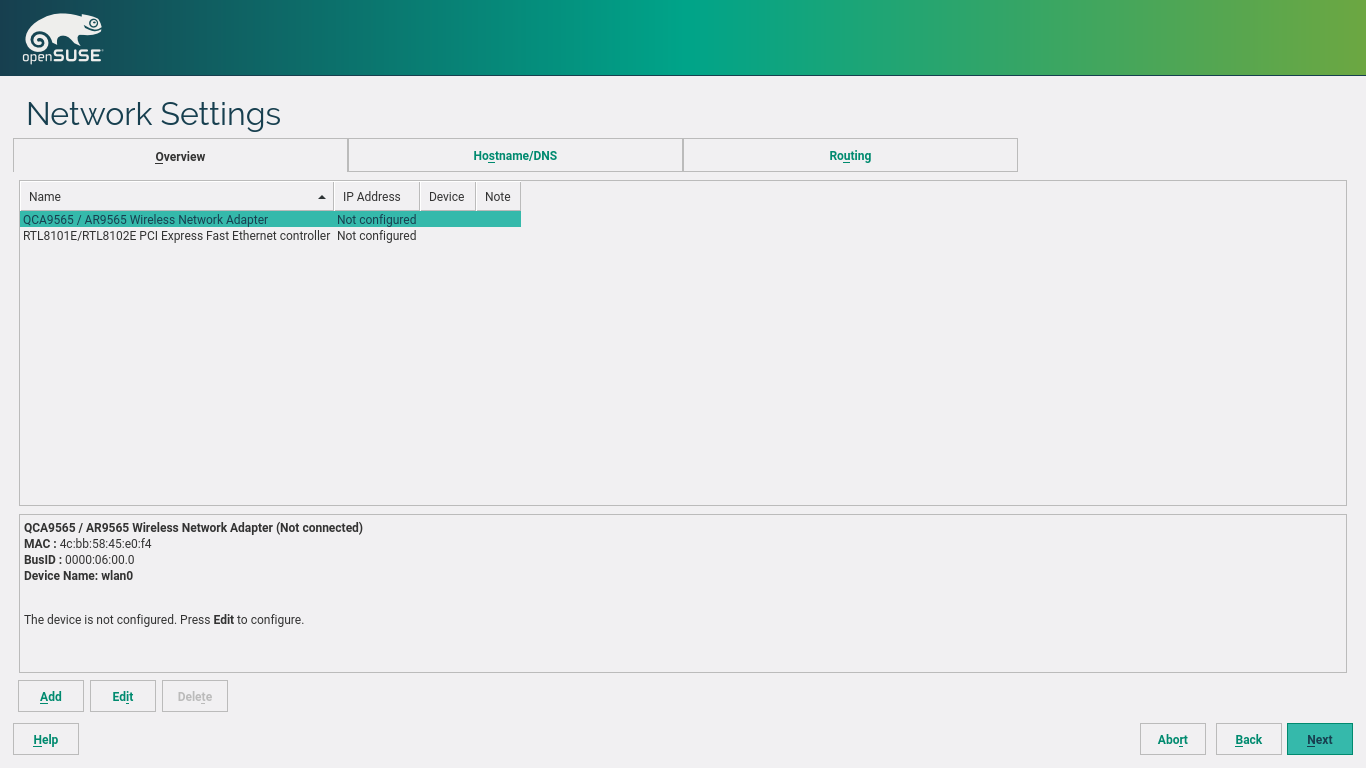 openSUSE
Network Settings
Overview
Hostname/DNS
Routing
Name IP Address Device Note
QCA9565 / AR9565 Wireless Network Adapter Not configured
RTL8101E/RTL8102E PCI Express Fast Ethernet controller Not configured
QCA9565 / AR9565 Wireless Network Adapter (Not connected)
MAC : 4c:bb:58:45:e0:f4
BusID : 0000:06:00.0
Device Name: wlan0
The device is not configured. Press Edit to configure.
Add Edit Delete
Help Abort Back Next